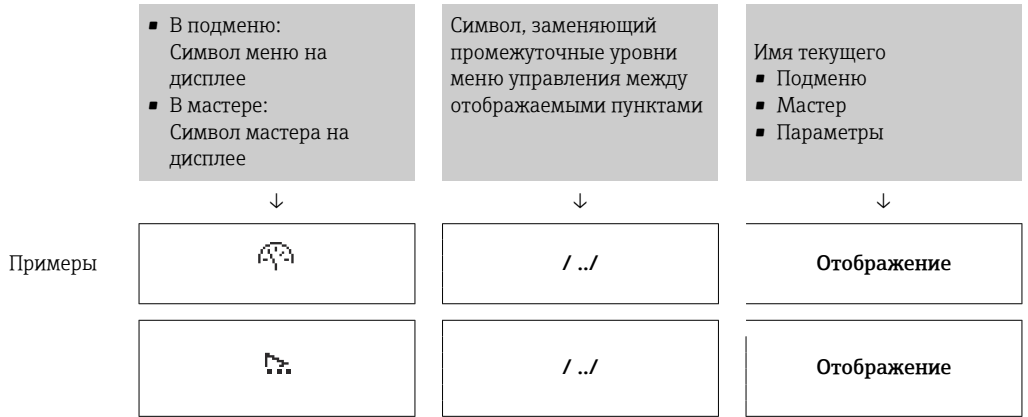 ▪ В подменю:
Символ меню на
дисплее
▪ В мастере:
Символ мастера на
дисплее
Символ, заменяющий
промежуточные уровни
меню управления между
отображаемыми пунктами
Имя текущего
▪ Подменю
▪ Мастер
▪ Параметры
↓ ↓ ↓
Примеры
/ ../
Отображение
/ ../
Отображение